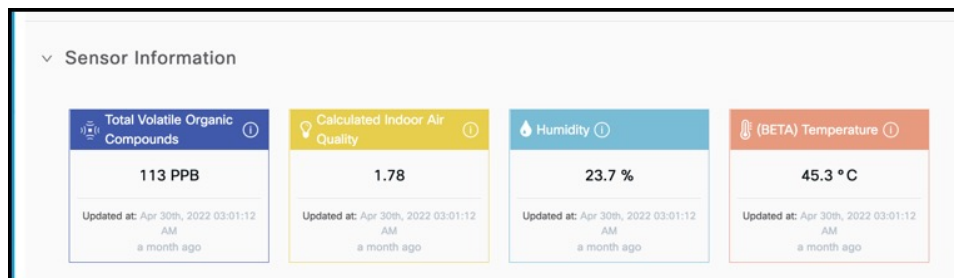 Sensor Information
Total Volatile Organic
Compounds
113 PPB
Updated at: Apr 30th, 2022 03:01:12
AM
a month ago
Calculated Indoor Air
Quality
1.78
Updated at: Apr 30th, 2022 03:01:12
AM
a month ago
Humidity
23.7 %
Updated at: Apr 30th, 2022 03:01:12
AM
a month ago
(BETA) Temperature
45.3 °C
Updated at: Apr 30th, 2022 03:01:12
AM
a month ago